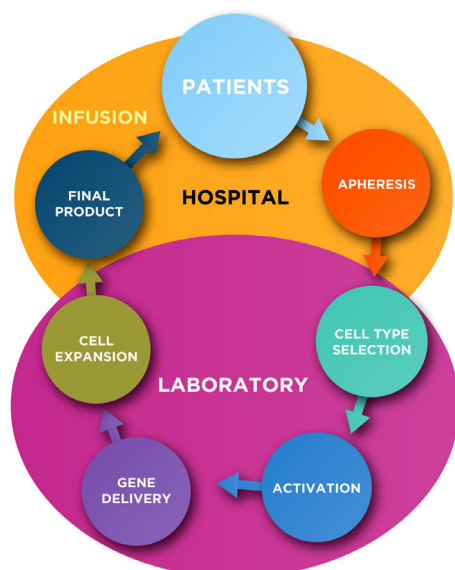 PATIENTS
INFUSION
APHERESIS
FINAL
PRODUCT
HOSPITAL
CELL TYPE
SELECTION
CELL
EXPANSION
LABORATORY
GENE
DELIVERY
ACTIVATION